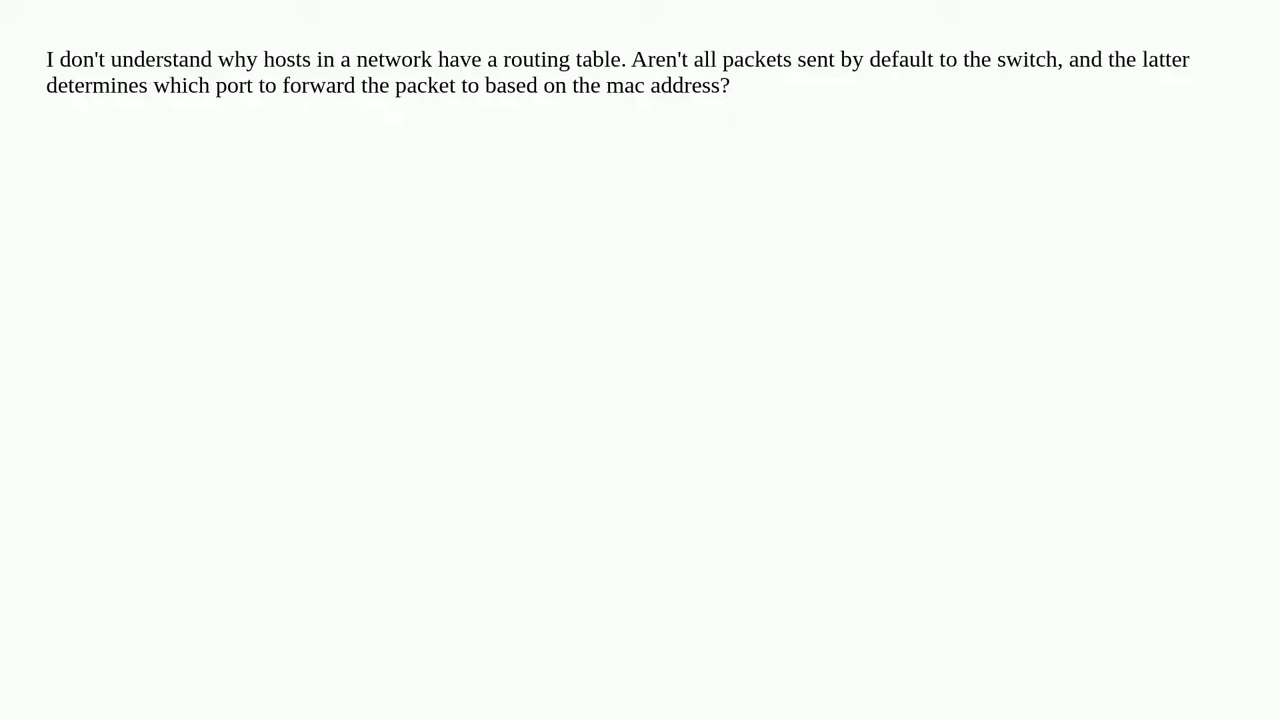 I don't understand why hosts in a network have a routing table. Aren't all packets sent by default to the switch, and the latter
determines which port to forward the packet to based on the mac address?